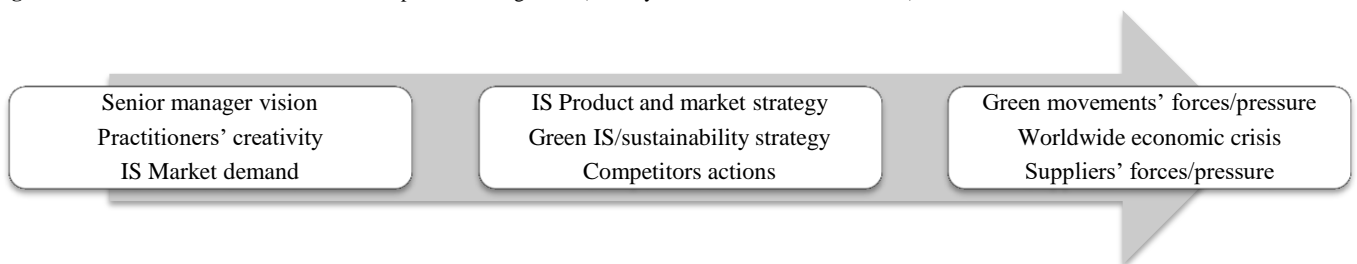 Senior manager vision
Practitioners’ creativity
IS Market demand
IS Product and market strategy
Green IS/sustainability strategy
Competitors actions
Green movements’ forces/pressure
Worldwide economic crisis
Suppliers’ forces/pressure